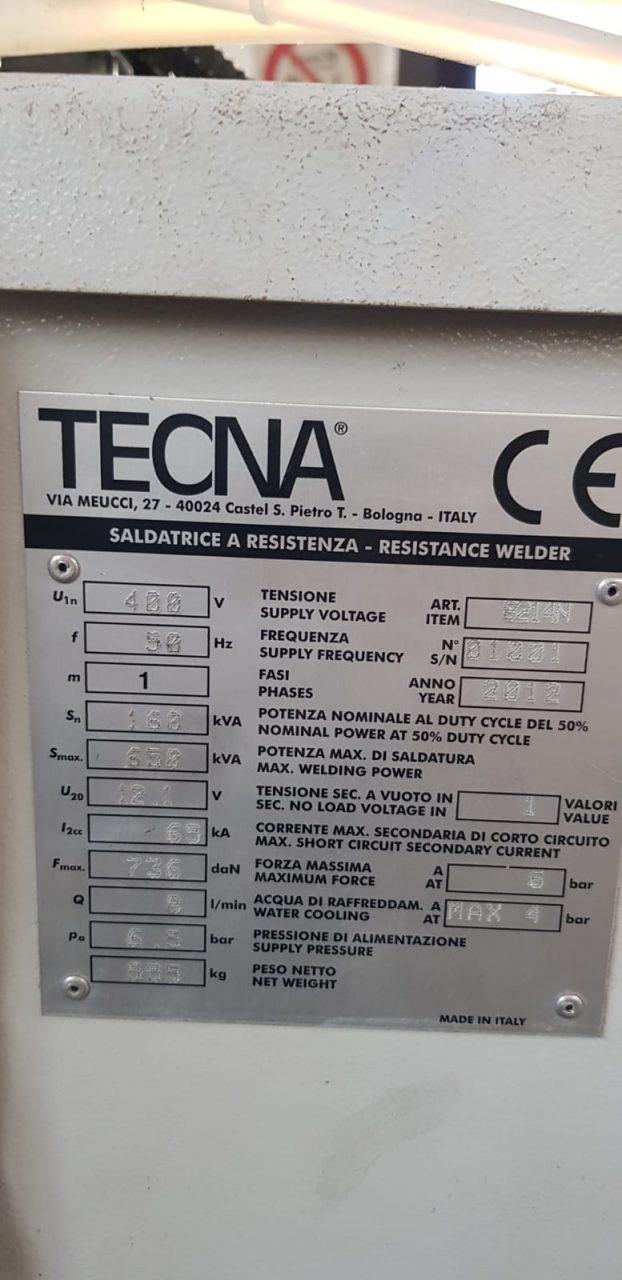 TECNA®
CE
VIA MEUCCI, 27 - 40024 Castel S. Pietro T. - Bologna - ITALY
SALDATRICE A RESISTENZA - RESISTANCE WELDER
U1n 400 V TENSIONE
SUPPLY VOLTAGE
ART.
ITEM
f 50 Hz FREQUENZA
SUPPLY FREQUENCY
N°
S/N 01001
m 1 FASI
PHASES
ANNO
YEAR 2012
Sn 160 kVA POTENZA NOMINALE AL DUTY CYCLE DEL 50%
NOMINAL POWER AT 50% DUTY CYCLE
Smax. 650 kVA POTENZA MAX. DI SALDATURA
MAX. WELDING POWER
U20 12.1 V TENSIONE SEC. A VUOTO IN
SEC. NO LOAD VOLTAGE IN
1 VALORI
VALUE
I2cc 65 kA CORRENTE MAX. SECONDARIA DI CORTO CIRCUITO
MAX. SHORT CIRCUIT SECONDARY CURRENT
Fmax. 736 daN FORZA MASSIMA
MAXIMUM FORCE
A
AT 6 bar
Q 9 l/min ACQUA DI RAFFREDDAM.
WATER COOLING
A
AT MAX 4 bar
Po 6.5 bar PRESSIONE DI ALIMENTAZIONE
SUPPLY PRESSURE
kg PESO NETTO
NET WEIGHT
MADE IN ITALY